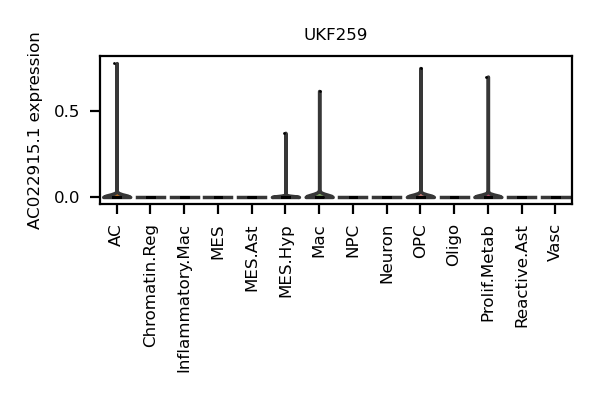 UKF259
AC022915.1 expression
0.5
0.0
AC
Chromatin.Reg
Inflammatory.Mac
MES
MES.Ast
MES.Hyp
Mac
NPC
Neuron
OPC
Oligo
Prolif.Metab
Reactive.Ast
Vasc